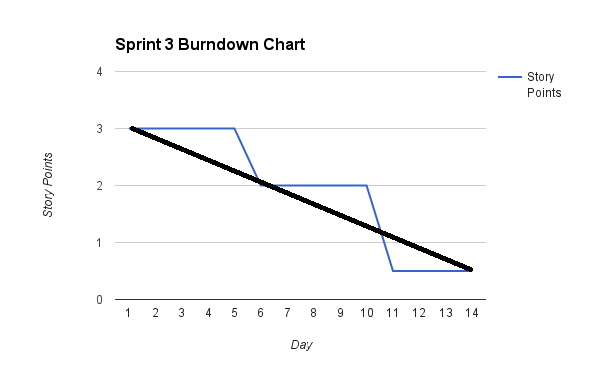 Sprint 3 Burndown Chart
4
3
2
1
0
Story Points
1 2 3 4 5 6 7 8 9 10 11 12 13 14
Day
Story
Points